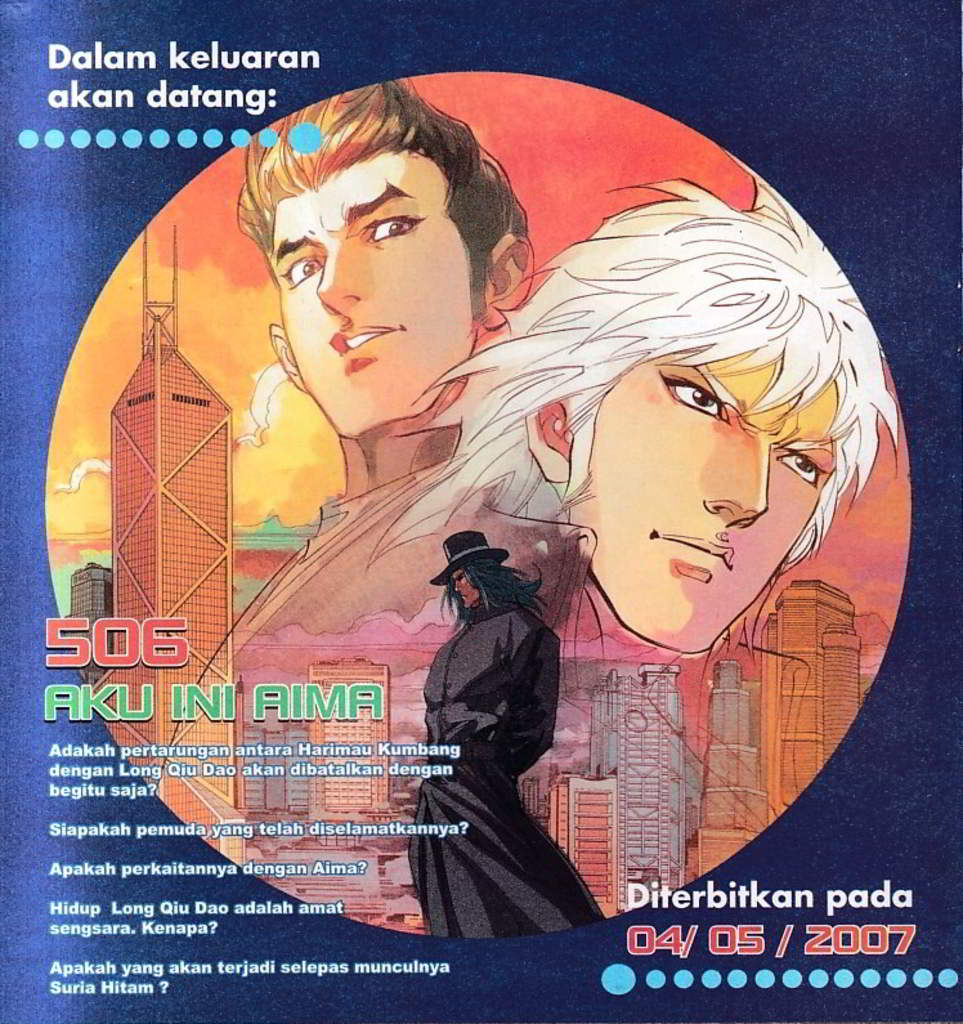 Dalam keluaran
akan datang:
506
AKU INI AIMA
Adakah pertarungan antara Harimau Kumbang
dengan Long Qiu Dao akan dibatalkan dengan
begitu saja?
Siapakah pemuda yang telah diselamatkannya?
Apakah perkaitannya dengan Aima?
Hidup Long Qiu Dao adalah amat
sengsara. Kenapa?
Apakah yang akan terjadi selepas munculnya
Suria Hitam ?
Diterbitkan pada
04/ 05 / 2007